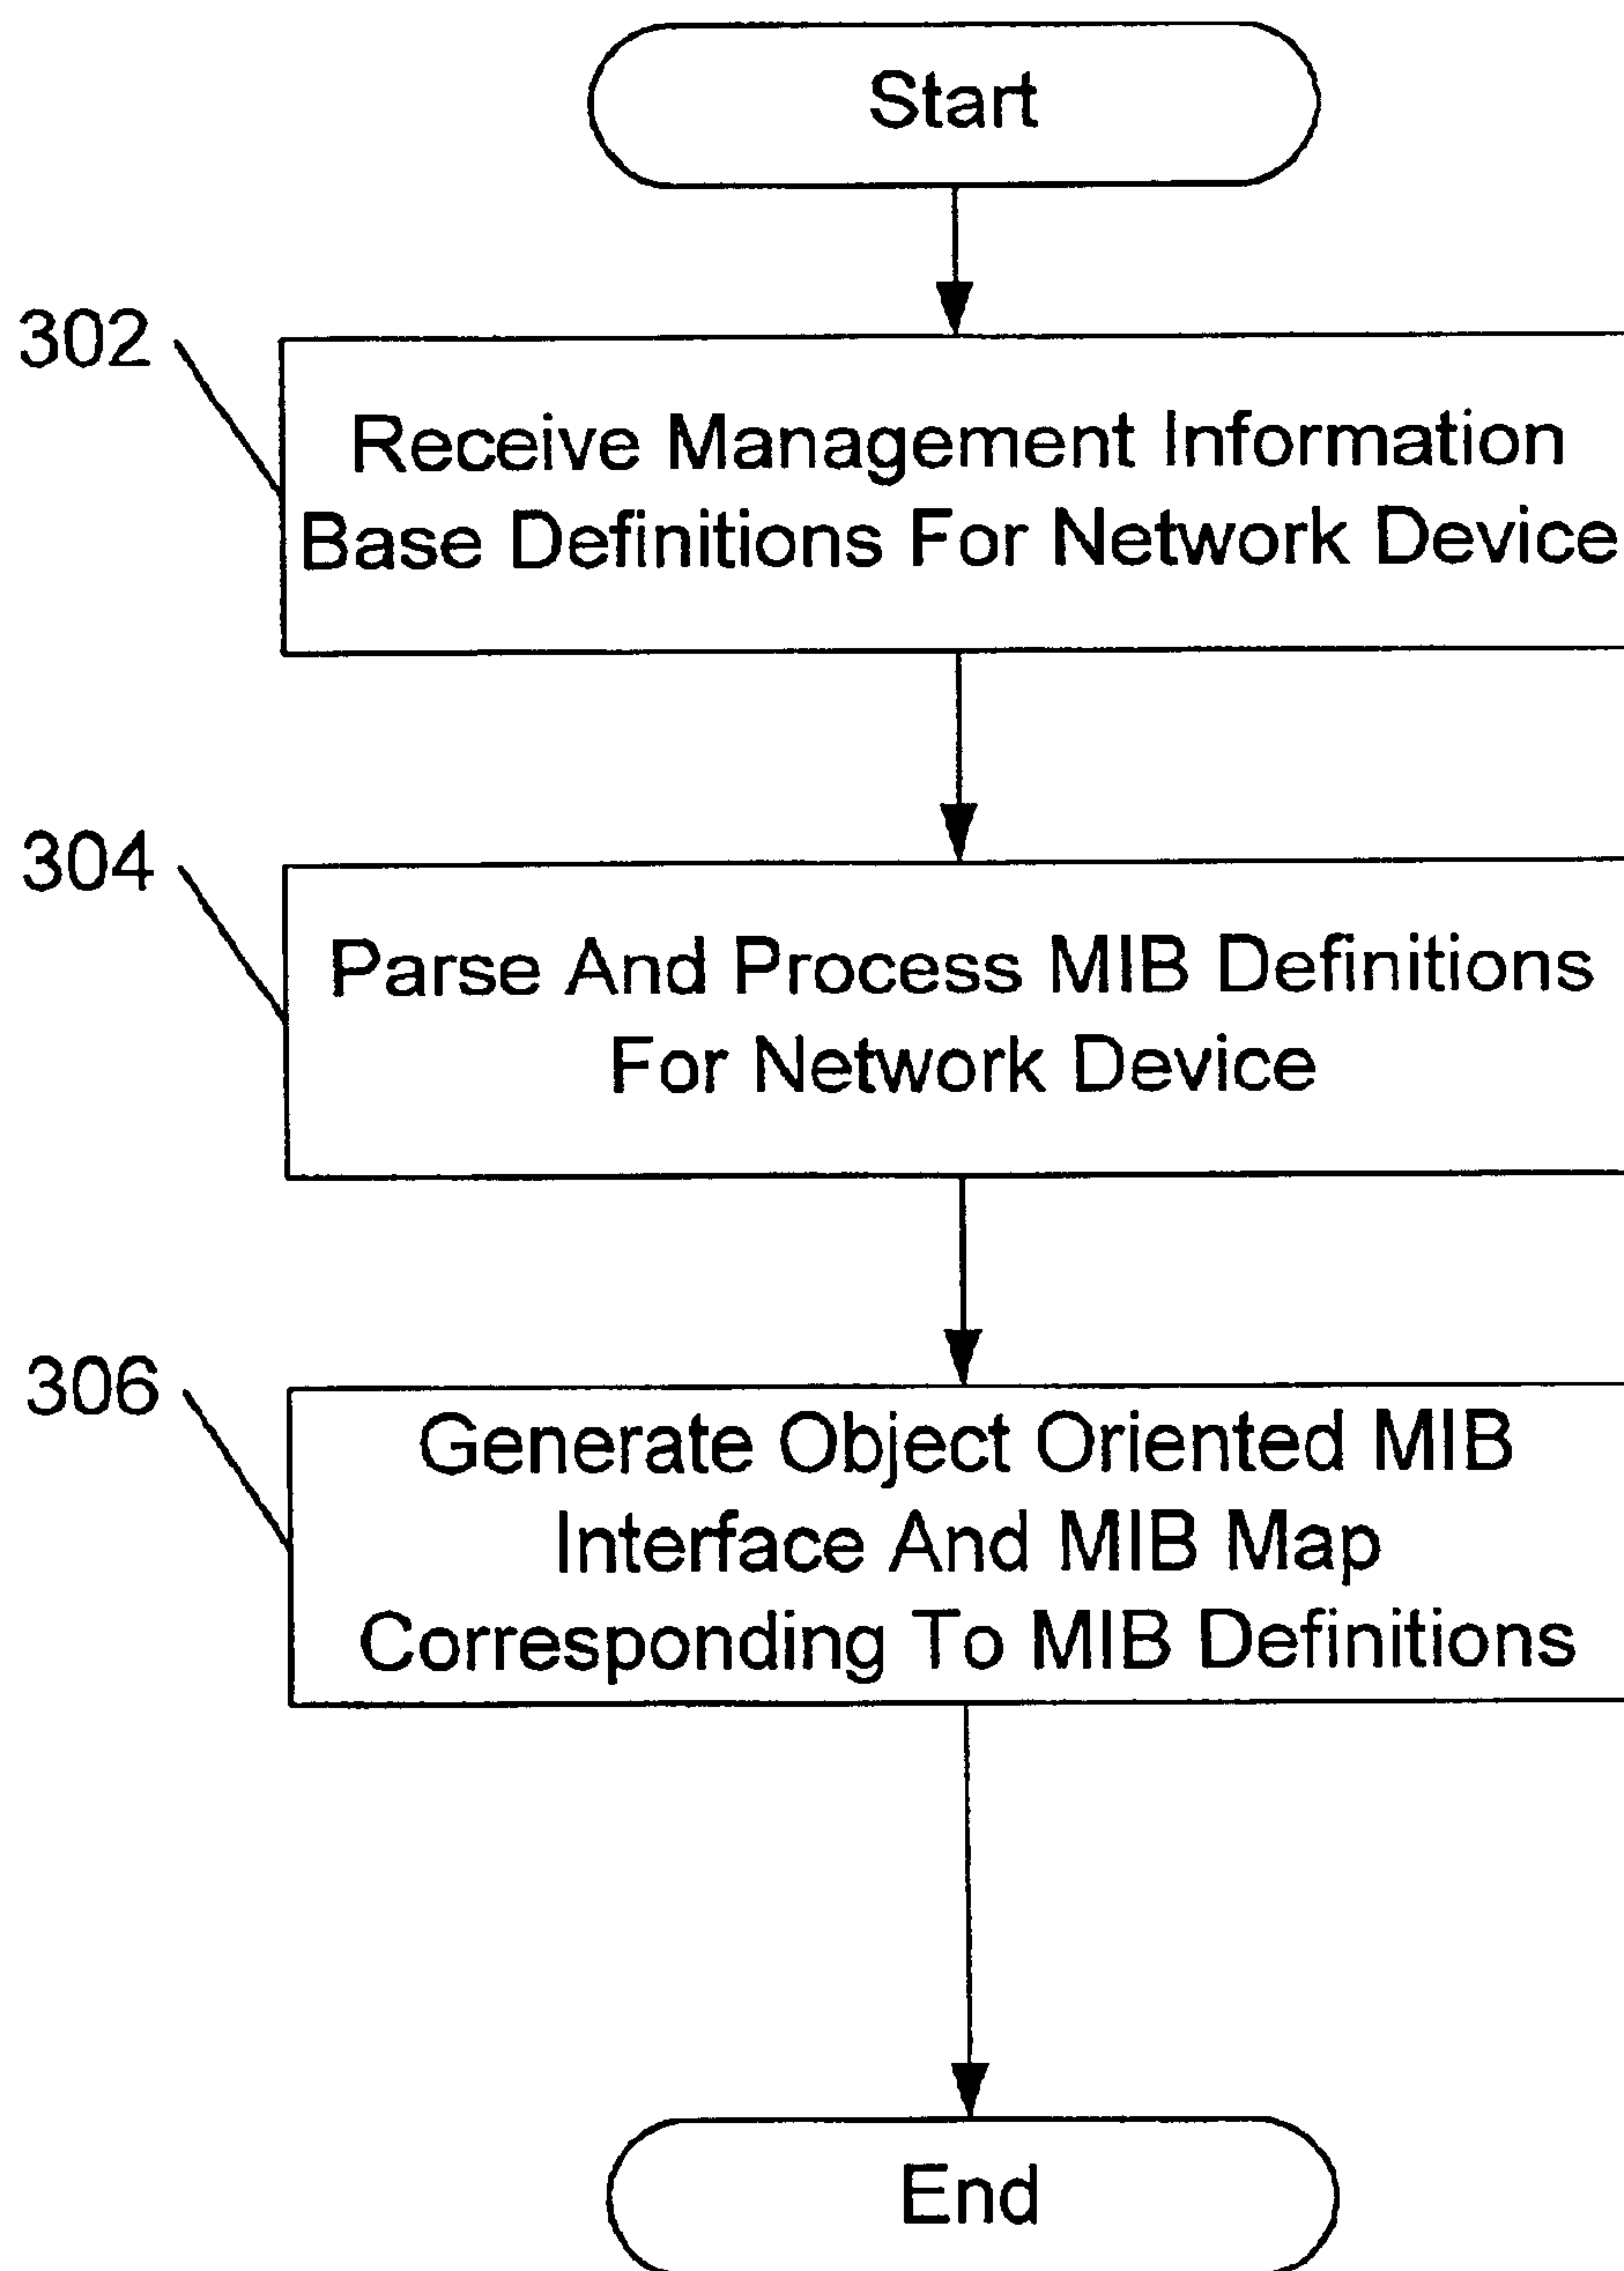 Start
302
Receive Management Information
Base Definitions For Network Device
304
Parse And Process MIB Definitions
For Network Device
306
Generate Object Oriented MIB
Interface And MIB Map
Corresponding To MIB Definitions
End